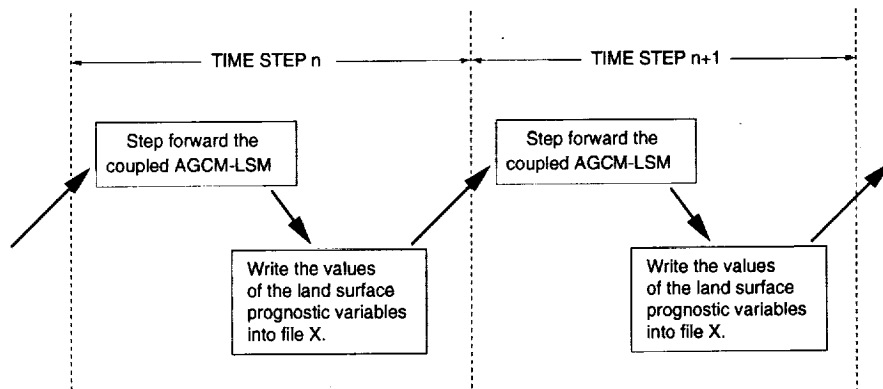 TIME STEP n
TIME STEP n+1
Step forward the
coupled AGCM-LSM
Write the values
of the land surface
prognostic variables
into file X.
Step forward the
coupled AGCM-LSM
Write the values
of the land surface
prognostic variables
into file X.